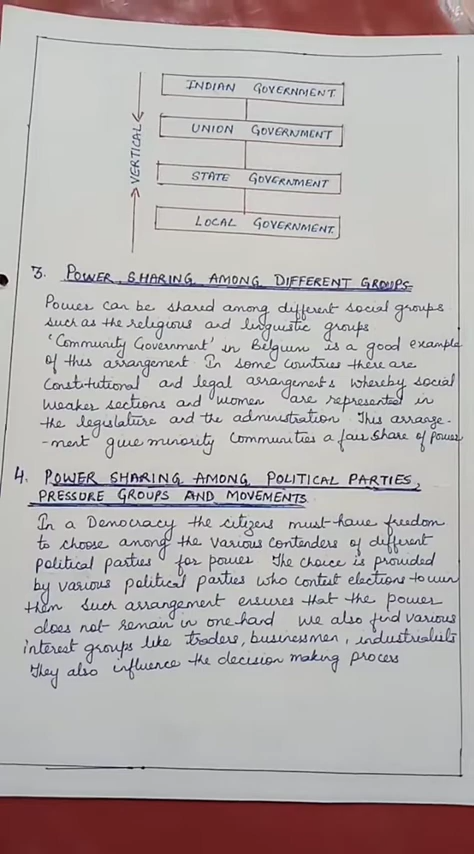 INDIAN GOVERNMENT.
UNION GOVERNMENT
STATE GOVERNMENT
LOCAL GOVERNMENT.
VERTICAL
3. POWER SHARING AMONG DIFFERENT GROUPS
Power can be shared among different social groups
such as the religious and linguistic groups
'Community Government' in Belgium is a good example
of this arrangement. In some countries there are
Constitutional and legal arrangements whereby social
weaker sections and women are represented in
the legislature and the administration. This arrange-
-ment give minority communities a fair share of power
4. POWER SHARING AMONG POLITICAL PARTIES,
PRESSURE GROUPS AND MOVEMENTS
In a Democracy the citizens must have freedom
to choose among the various contenders of different
political parties for power. The choice is provided
by various political parties who contest elections to win
them Such arrangement ensures that the power
does not remain in one hand We also find various
interest groups like traders, businessmen, industrialists
They also influence the decision making process